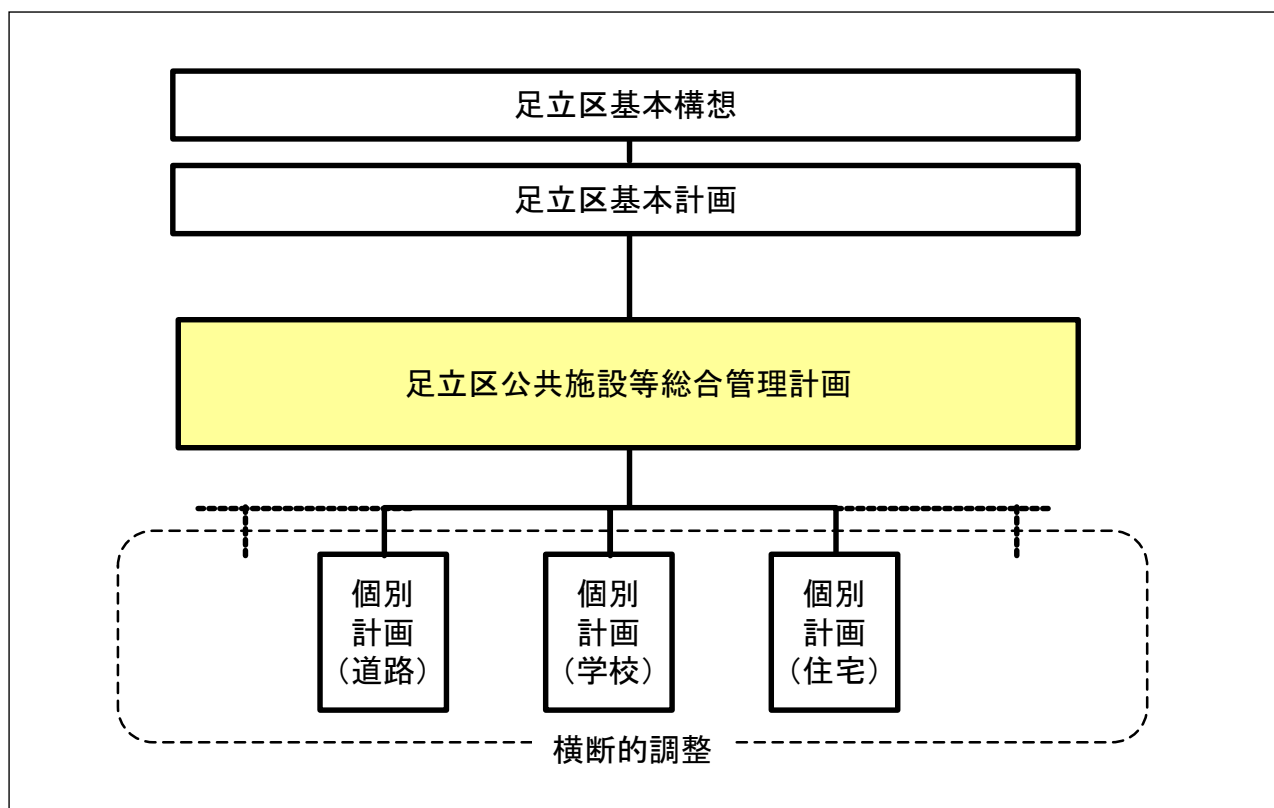 足立区基本構想
足立区基本計画
足立区公共施設等総合管理計画
個別
計画
（道路）
個別
計画
（学校）
個別
計画
（住宅）
横断的調整